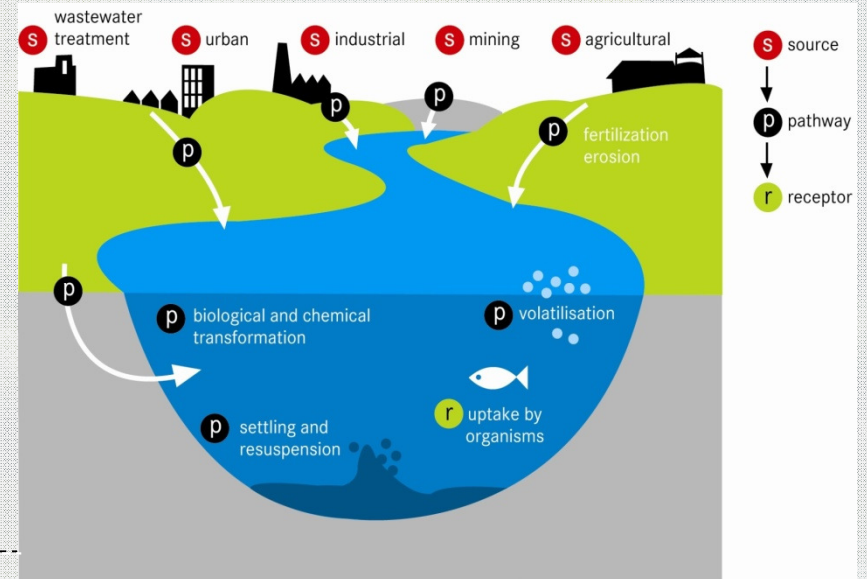 wastewater
S treatment
S urban
S industrial
S mining
S agricultural
S source
p pathway
r receptor
p
p
p
p fertilization
erosion
p
p biological and chemical
transformation
p volatilisation
r uptake by
organisms
p settling and
resuspension